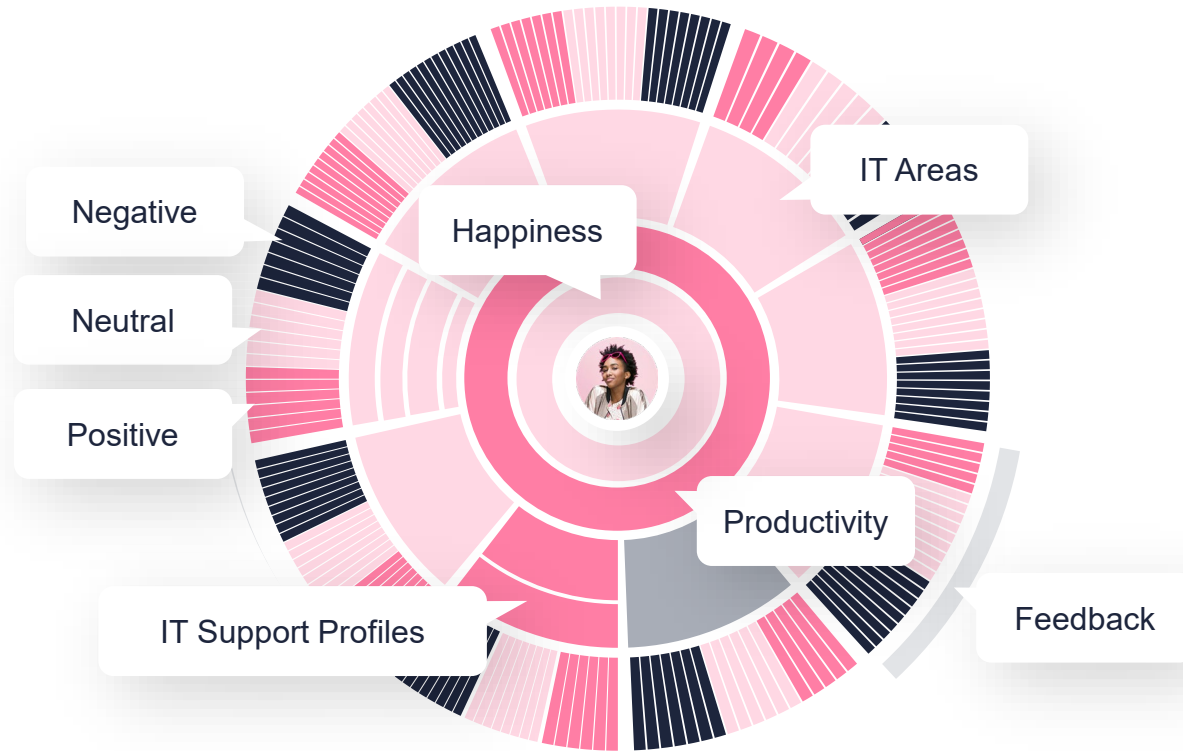 IT Areas
Negative
Happiness
Neutral
Positive
Productivity
IT Support Profiles
Feedback